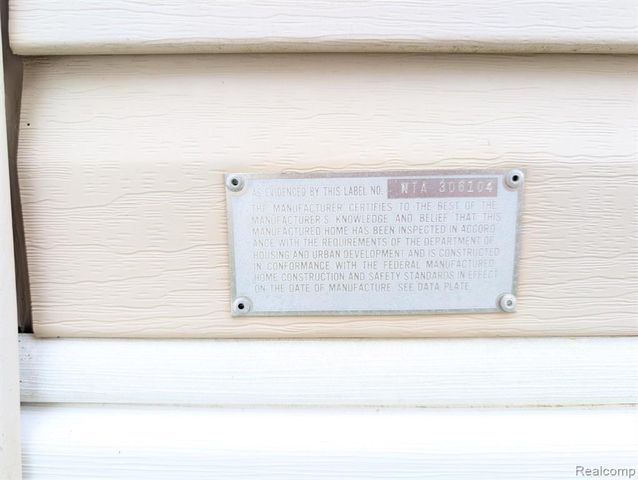 AS EVIDENCED BY THIS LABEL NO. NTA 306104
THE MANUFACTURER CERTIFIES TO THE BEST OF THE
MANUFACTURER'S KNOWLEDGE AND BELIEF THAT THIS
MANUFACTURED HOME HAS BEEN INSPECTED IN ACCORD
ANCE WITH THE REQUIREMENTS OF THE DEPARTMENT OF
HOUSING AND URBAN DEVELOPMENT AND IS CONSTRUCTED
IN CONFORMANCE WITH THE FEDERAL MANUFACTURED
HOME CONSTRUCTION AND SAFETY STANDARDS IN EFFECT
ON THE DATE OF MANUFACTURE. SEE DATA PLATE.
Realcomp